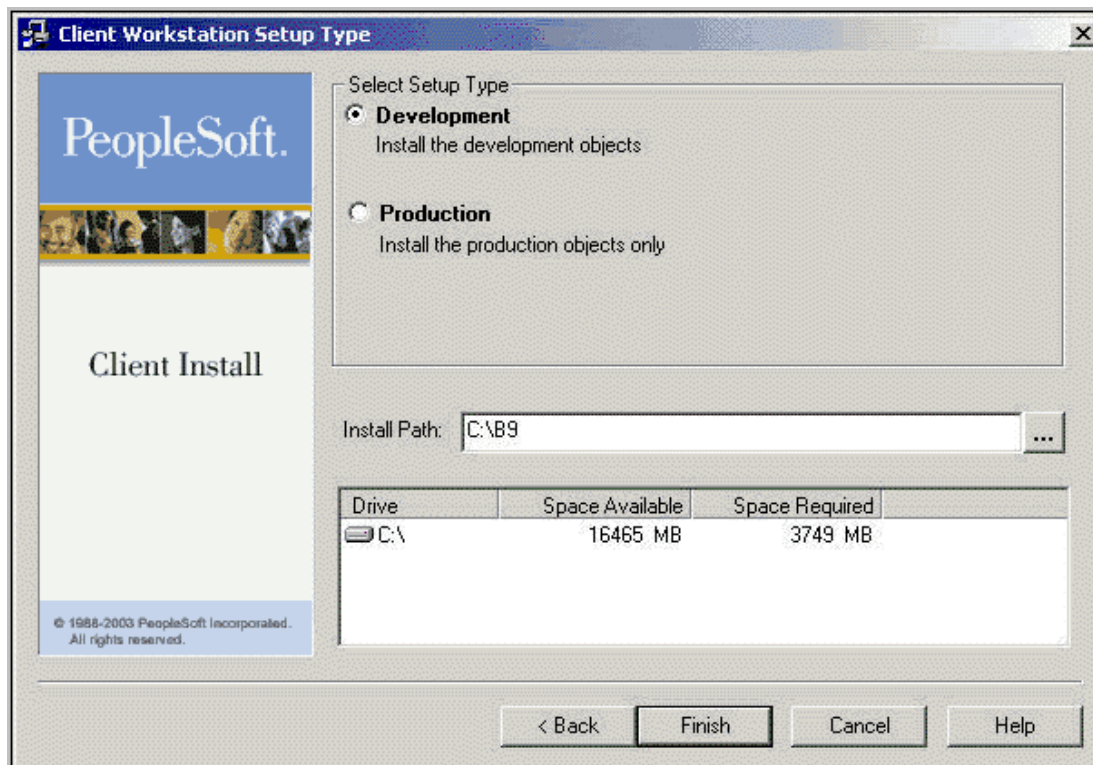 Client Workstation Setup Type
PeopleSoft.
Client Install
© 1988-2003 PeopleSoft Incorporated.
All rights reserved.
Select Setup Type
Development
Install the development objects
Production
Install the production objects only
Install Path: C:\B9 ...
Drive Space Available Space Required
C:\ 16465 MB 3749 MB
< Back Finish Cancel Help